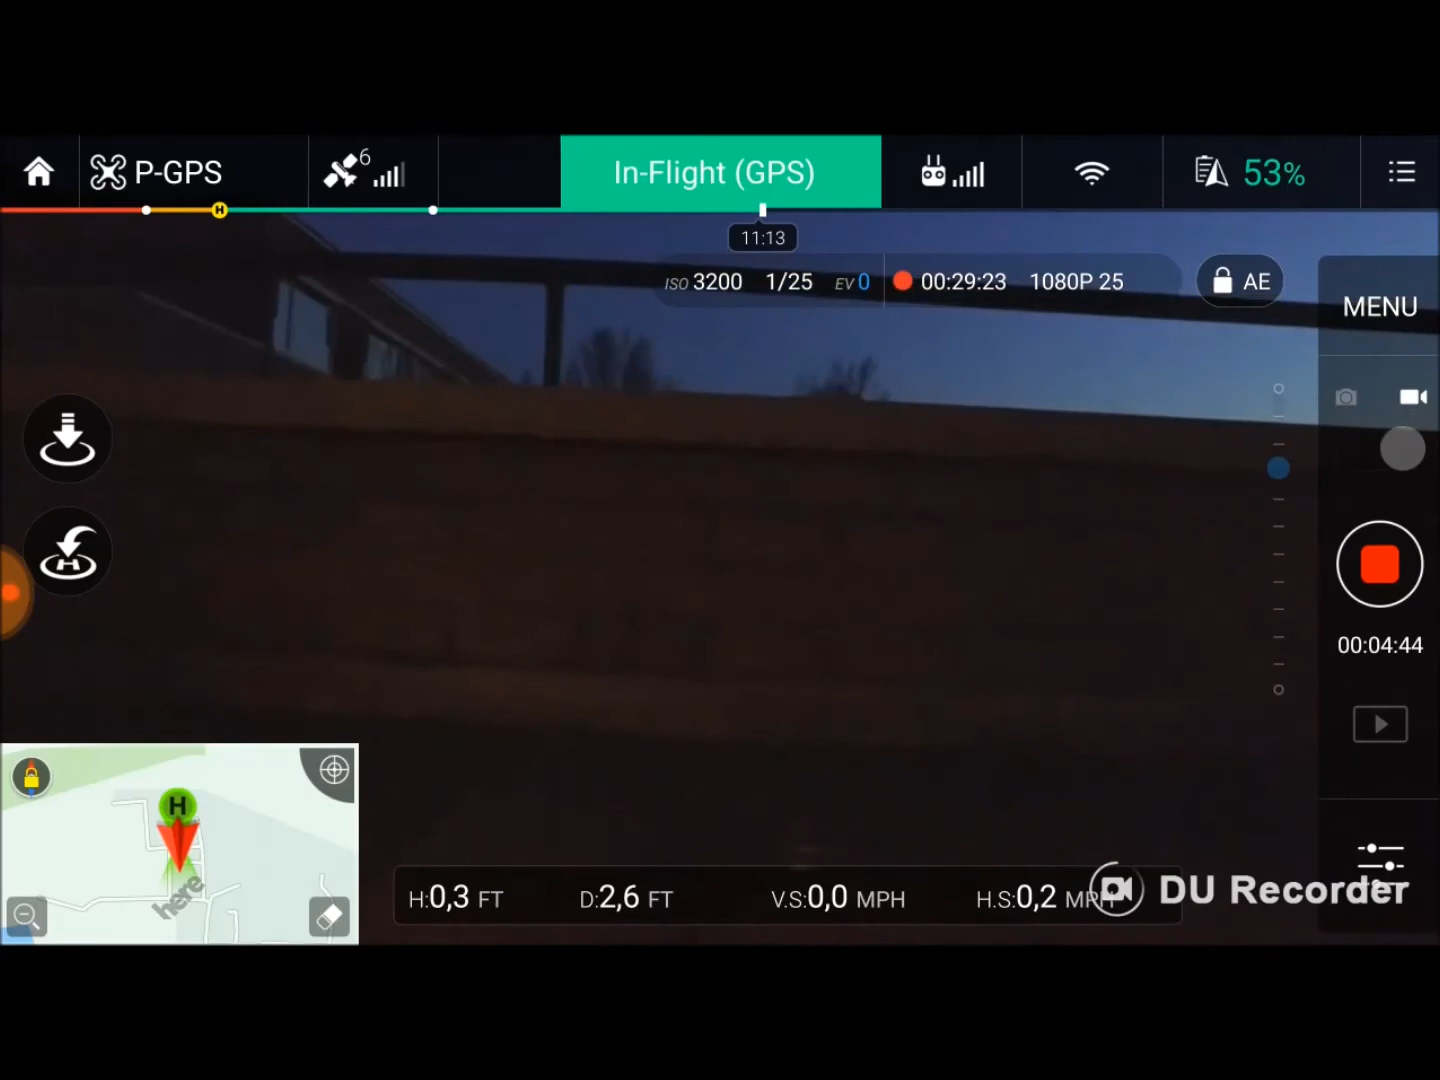 P-GPS
6
In-Flight (GPS)
53%
H
11:13
ISO 3200 1/25 EV 0
00:29:23 1080P 25
AE
MENU
H
00:04:44
H
here
H:0,3 FT
D:2,6 FT
V.S:0,0 MPH
H.S:0,2 MPH
DU Recorder